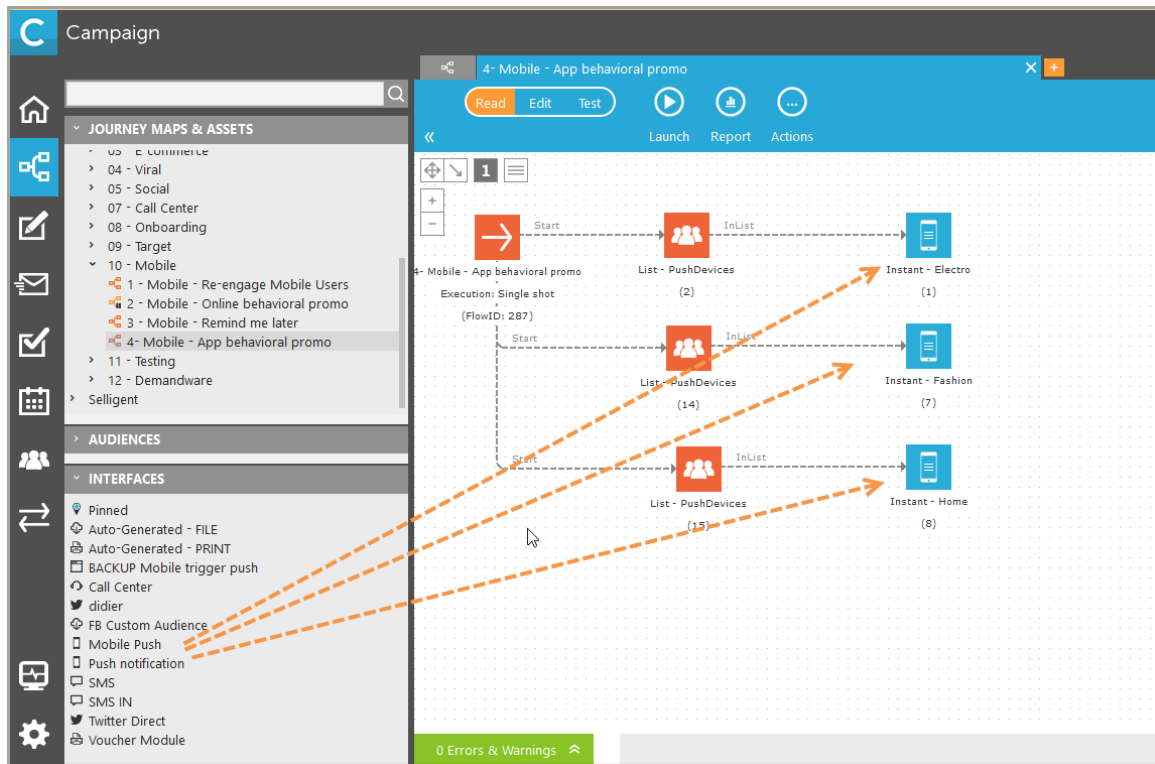 C Campaign
4- Mobile - App behavioral promo
Read Edit Test
Launch Report Actions
JOURNEY MAPS & ASSETS
03 - E commerce
04 - Viral
05 - Social
07 - Call Center
08 - Onboarding
09 - Target
10 - Mobile
1 - Mobile - Re-engage Mobile Users
2 - Mobile - Online behavioral promo
3 - Mobile - Remind me later
4- Mobile - App behavioral promo
11 - Testing
12 - Demandware
Selligent
AUDIENCES
INTERFACES
Pinned
Auto-Generated - FILE
Auto-Generated - PRINT
BACKUP Mobile trigger push
Call Center
didier
FB Custom Audience
Mobile Push
Push notification
SMS
SMS IN
Twitter Direct
Voucher Module
1
Start
InList
4- Mobile - App behavioral promo
Execution: Single shot
(FlowID: 287)
List - PushDevices
(2)
Instant - Electro
(1)
Start
InList
List - PushDevices
(14)
Instant - Fashion
(7)
Start
InList
List - PushDevices
(15)
Instant - Home
(8)
0 Errors & Warnings